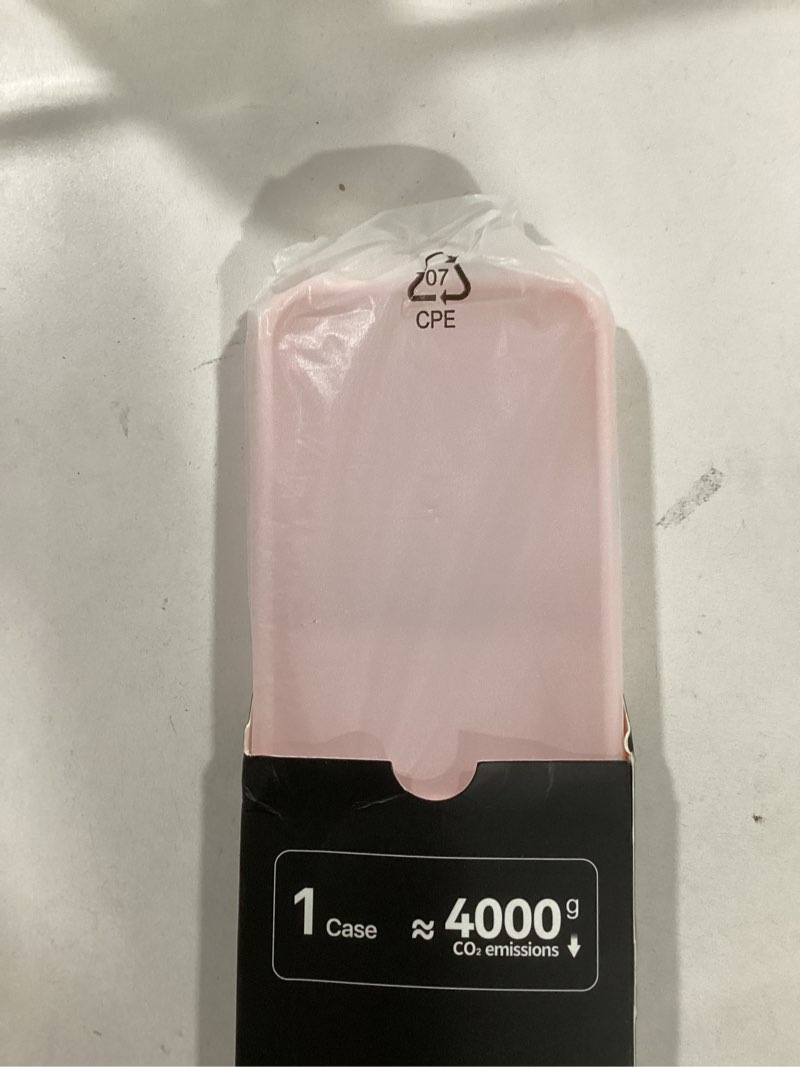 07
CPE
1 Case ≈ 4000g
CO₂ emissions ↓